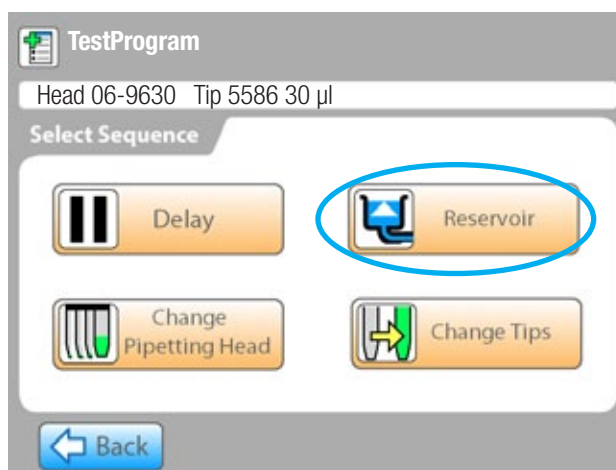 TestProgram
Head 06-9630 Tip 5586 30 µl
Select Sequence
Delay
Reservoir
Change
Pipetting Head
Change Tips
Back